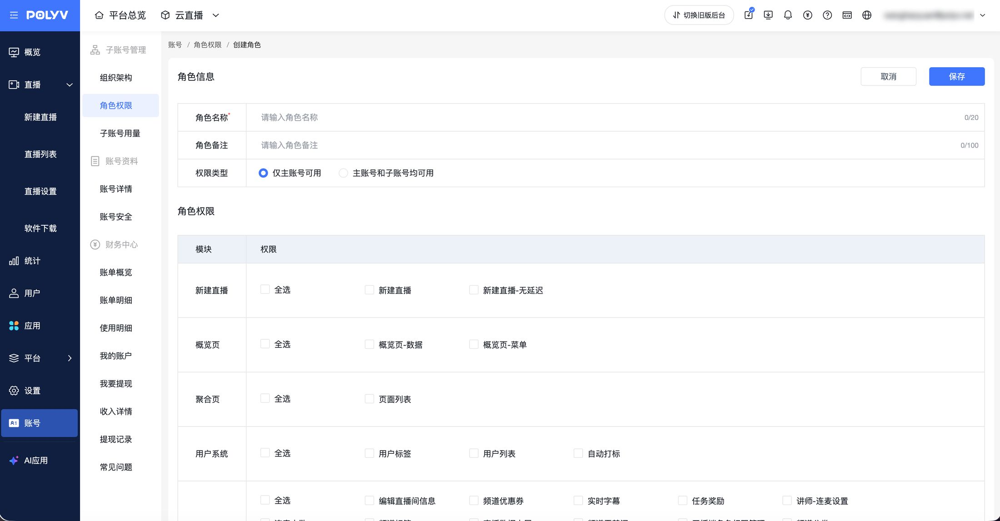 POLYV
平台总览
云直播
切换旧版后台
概览
直播
新建直播
直播列表
直播设置
软件下载
统计
用户
应用
平台
设置
账号
AI应用
子账号管理
组织架构
角色权限
子账号用量
账号资料
账号详情
账号安全
财务中心
账单概览
账单明细
使用明细
我的账户
我要提现
收入详情
提现记录
常见问题
账号 / 角色权限 / 创建角色
角色信息
取消
保存
角色名称* 请输入角色名称 0/20
角色备注 请输入角色备注 0/100
权限类型 仅主账号可用 主账号和子账号均可用
角色权限
模块 权限
新建直播 全选 新建直播 新建直播-无延迟
概览页 全选 概览页-数据 概览页-菜单
聚合页 全选 页面列表
用户系统 全选 用户标签 用户列表 自动打标
全选 编辑直播间信息 频道优惠券 实时字幕 任务奖励 讲师-连麦设置